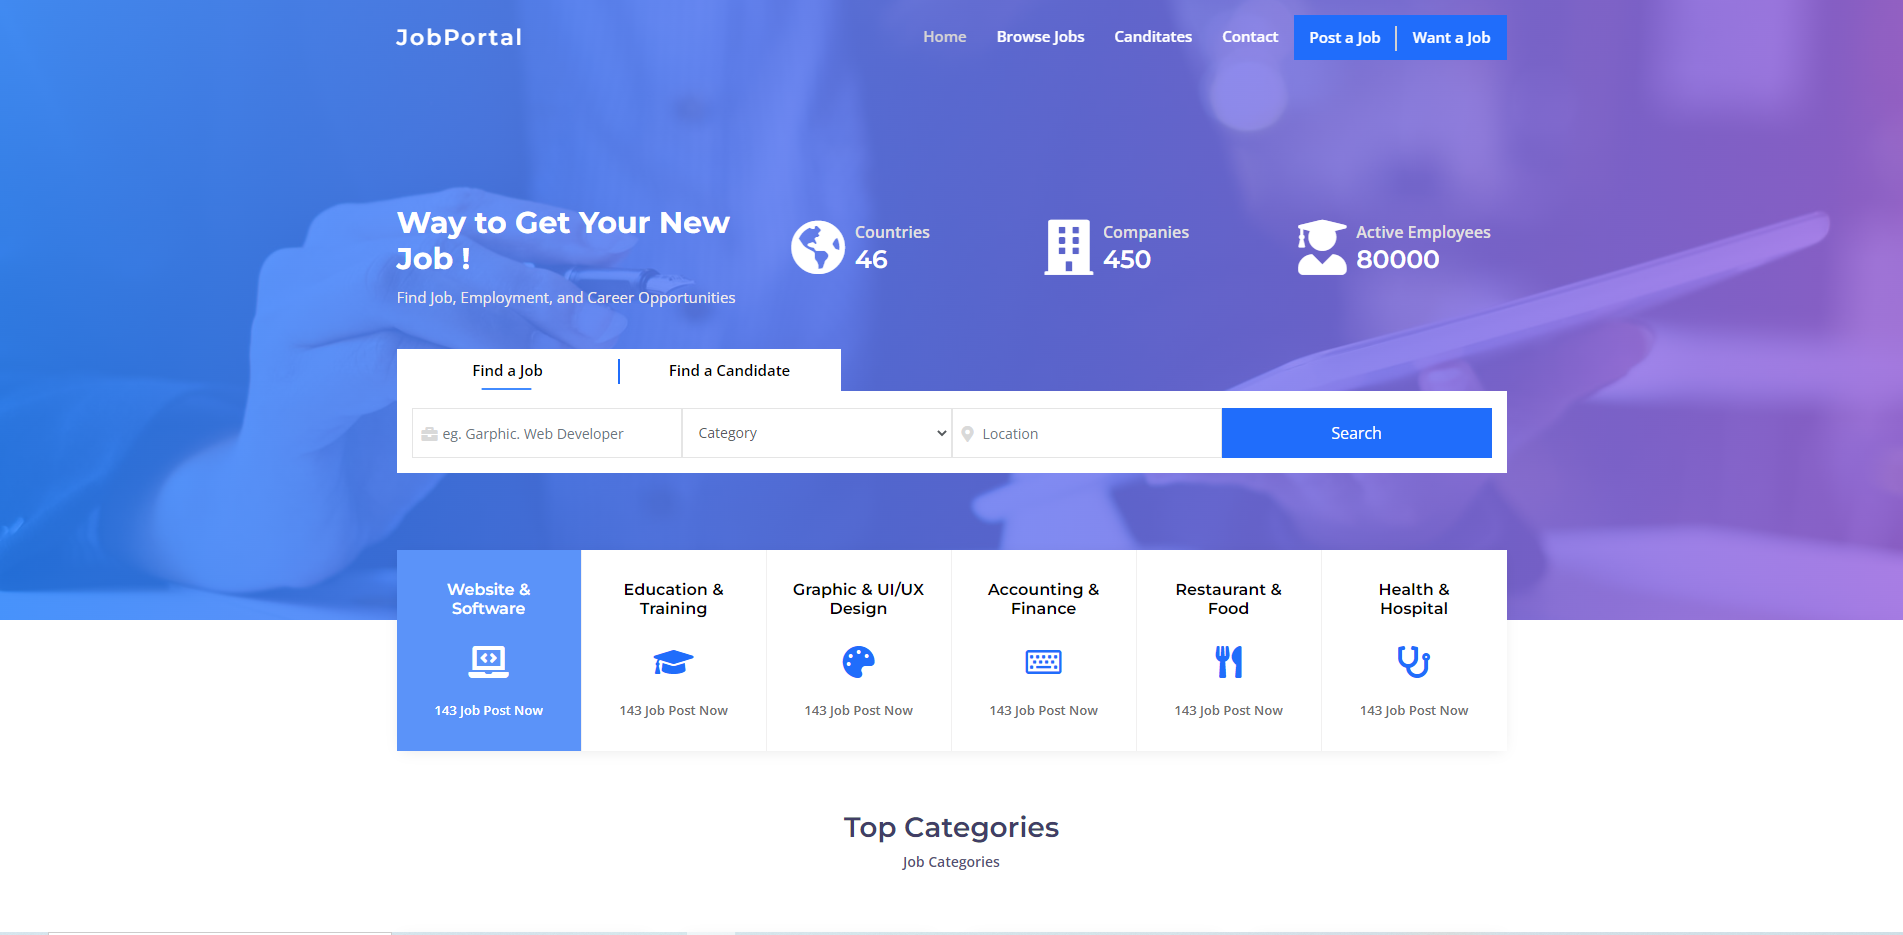 JobPortal
Home Browse Jobs Canditates Contact Post a Job Want a Job
Way to Get Your New
Job !
Find Job, Employment, and Career Opportunities
Countries
46
Companies
450
Active Employees
80000
Find a Job Find a Candidate
eg. Garphic. Web Developer Category Location Search
Website &
Software
143 Job Post Now
Education &
Training
143 Job Post Now
Graphic & UI/UX
Design
143 Job Post Now
Accounting &
Finance
143 Job Post Now
Restaurant &
Food
143 Job Post Now
Health &
Hospital
143 Job Post Now
Top Categories
Job Categories